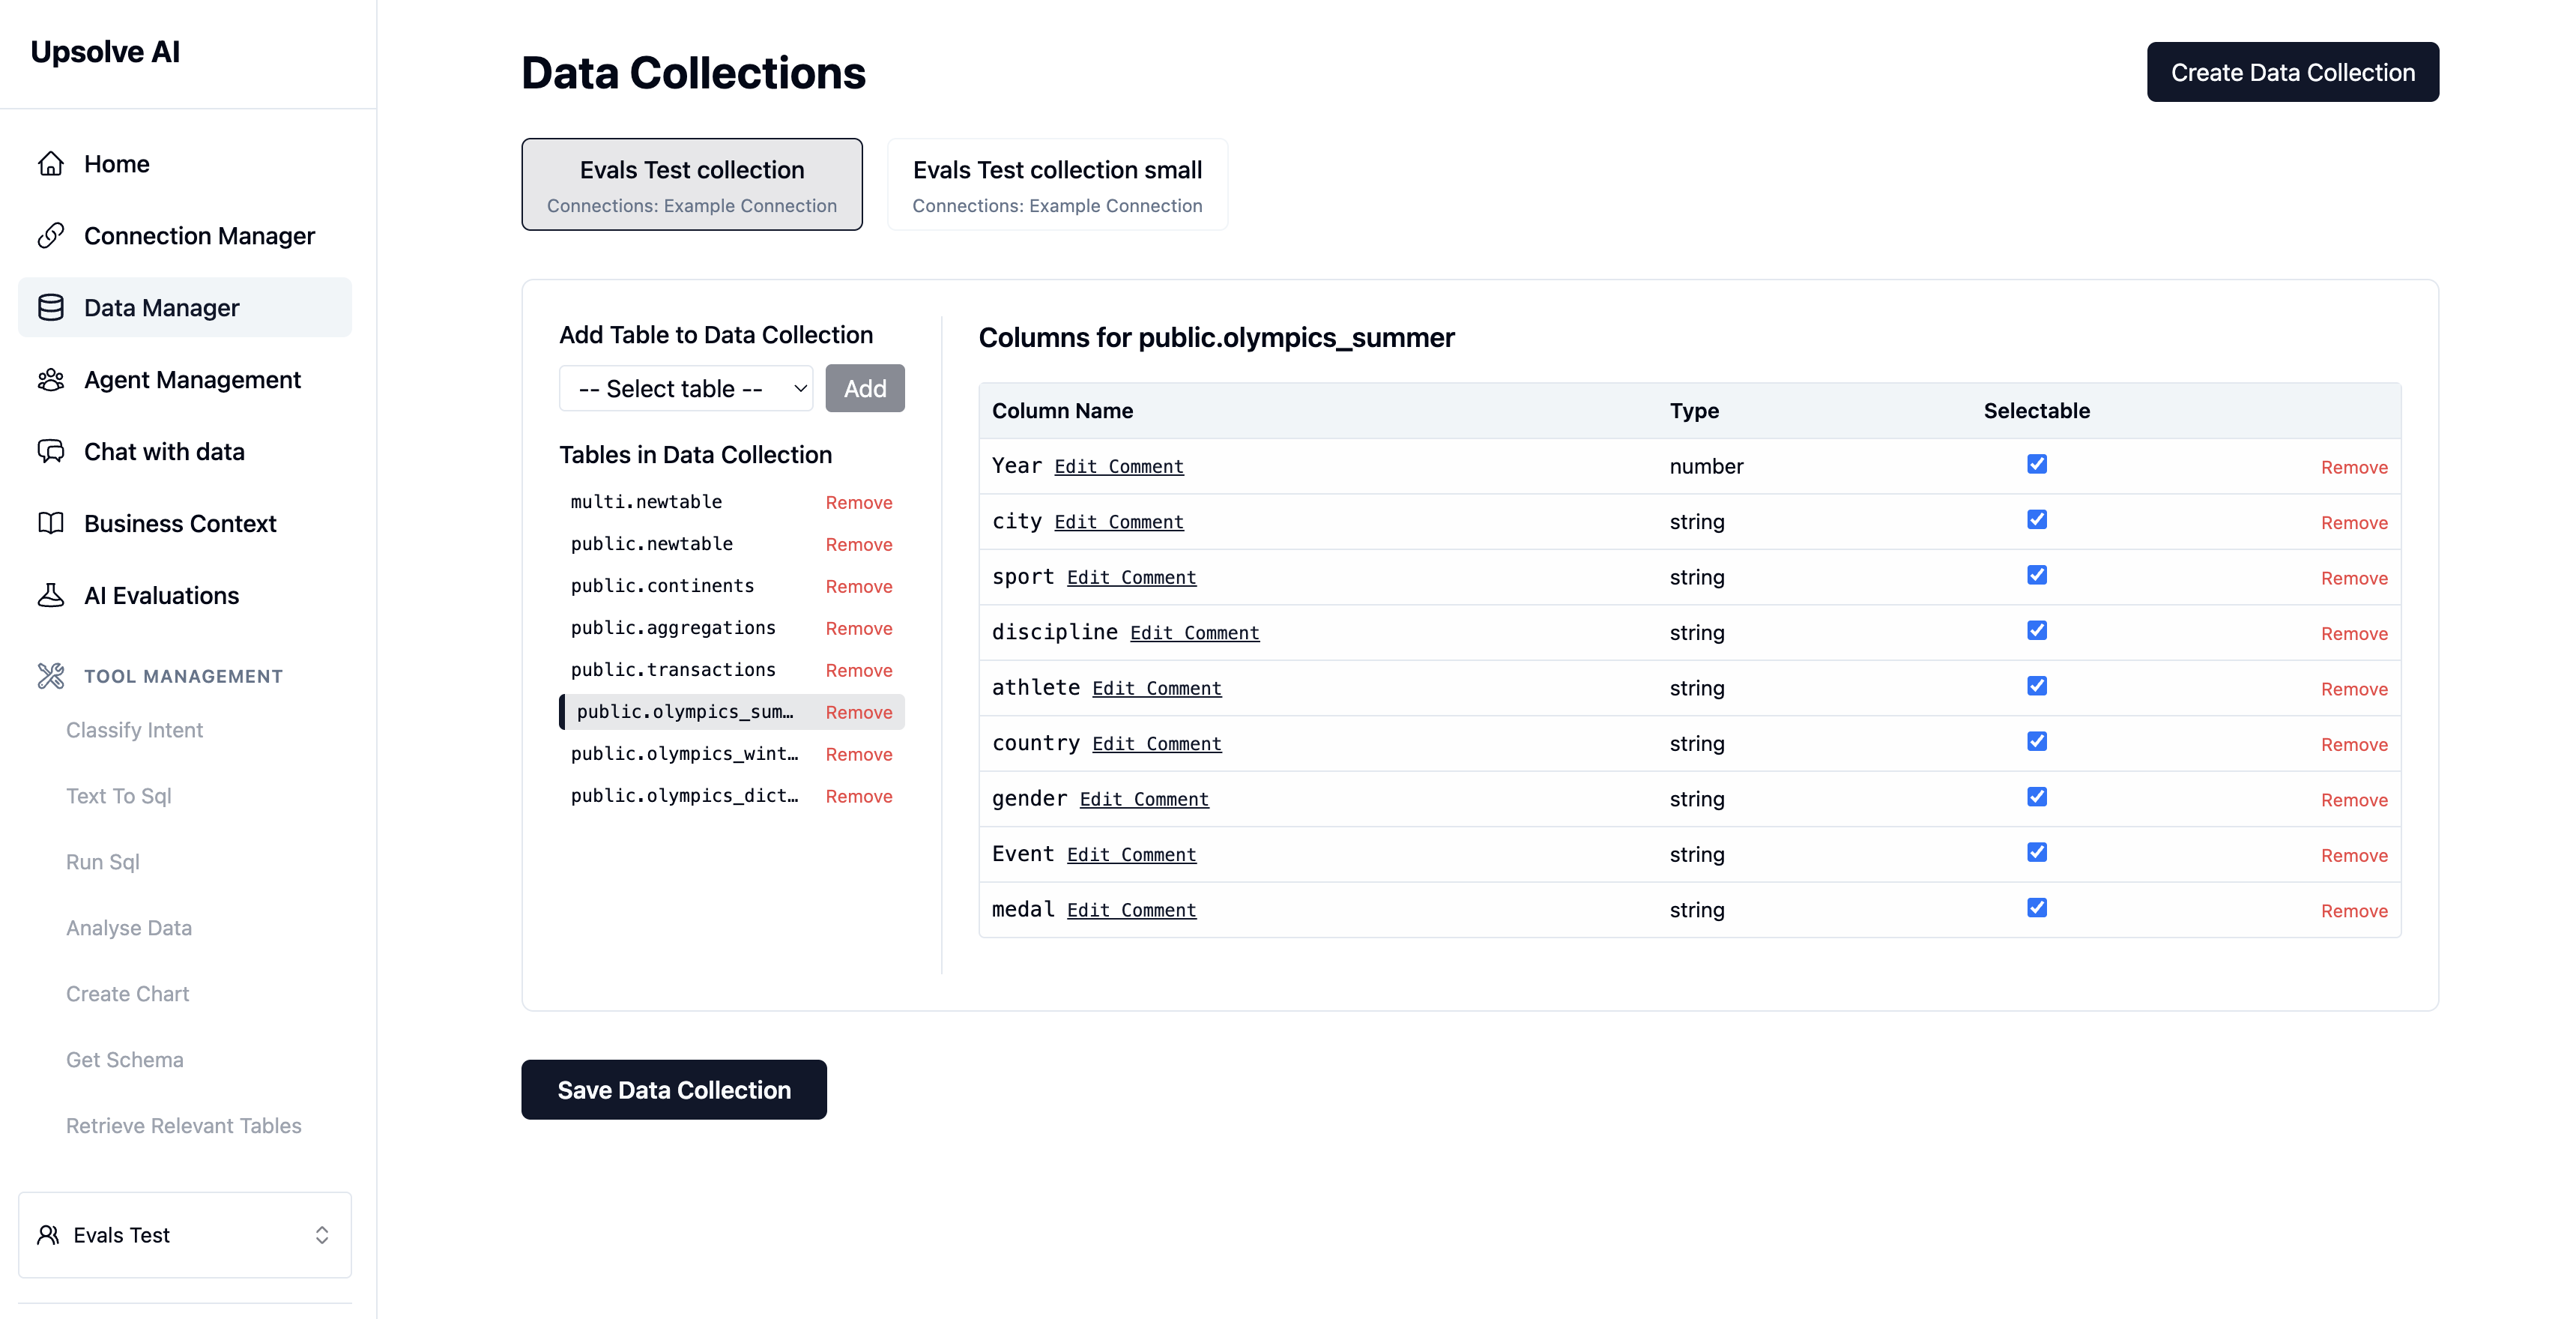 Upsolve AI
Home
Connection Manager
Data Manager
Agent Management
Chat with data
Business Context
AI Evaluations
TOOL MANAGEMENT
Classify Intent
Text To Sql
Run Sql
Analyse Data
Create Chart
Get Schema
Retrieve Relevant Tables
Evals Test
Data Collections
Create Data Collection
Evals Test collection
Connections: Example Connection
Evals Test collection small
Connections: Example Connection
Add Table to Data Collection
-- Select table -- Add
Tables in Data Collection
multi.newtable Remove
public.newtable Remove
public.continents Remove
public.aggregations Remove
public.transactions Remove
public.olympics_sum… Remove
public.olympics_wint… Remove
public.olympics_dict… Remove
Columns for public.olympics_summer
Column Name Type Selectable
Year Edit Comment number Remove
city Edit Comment string Remove
sport Edit Comment string Remove
discipline Edit Comment string Remove
athlete Edit Comment string Remove
country Edit Comment string Remove
gender Edit Comment string Remove
Event Edit Comment string Remove
medal Edit Comment string Remove
Save Data Collection